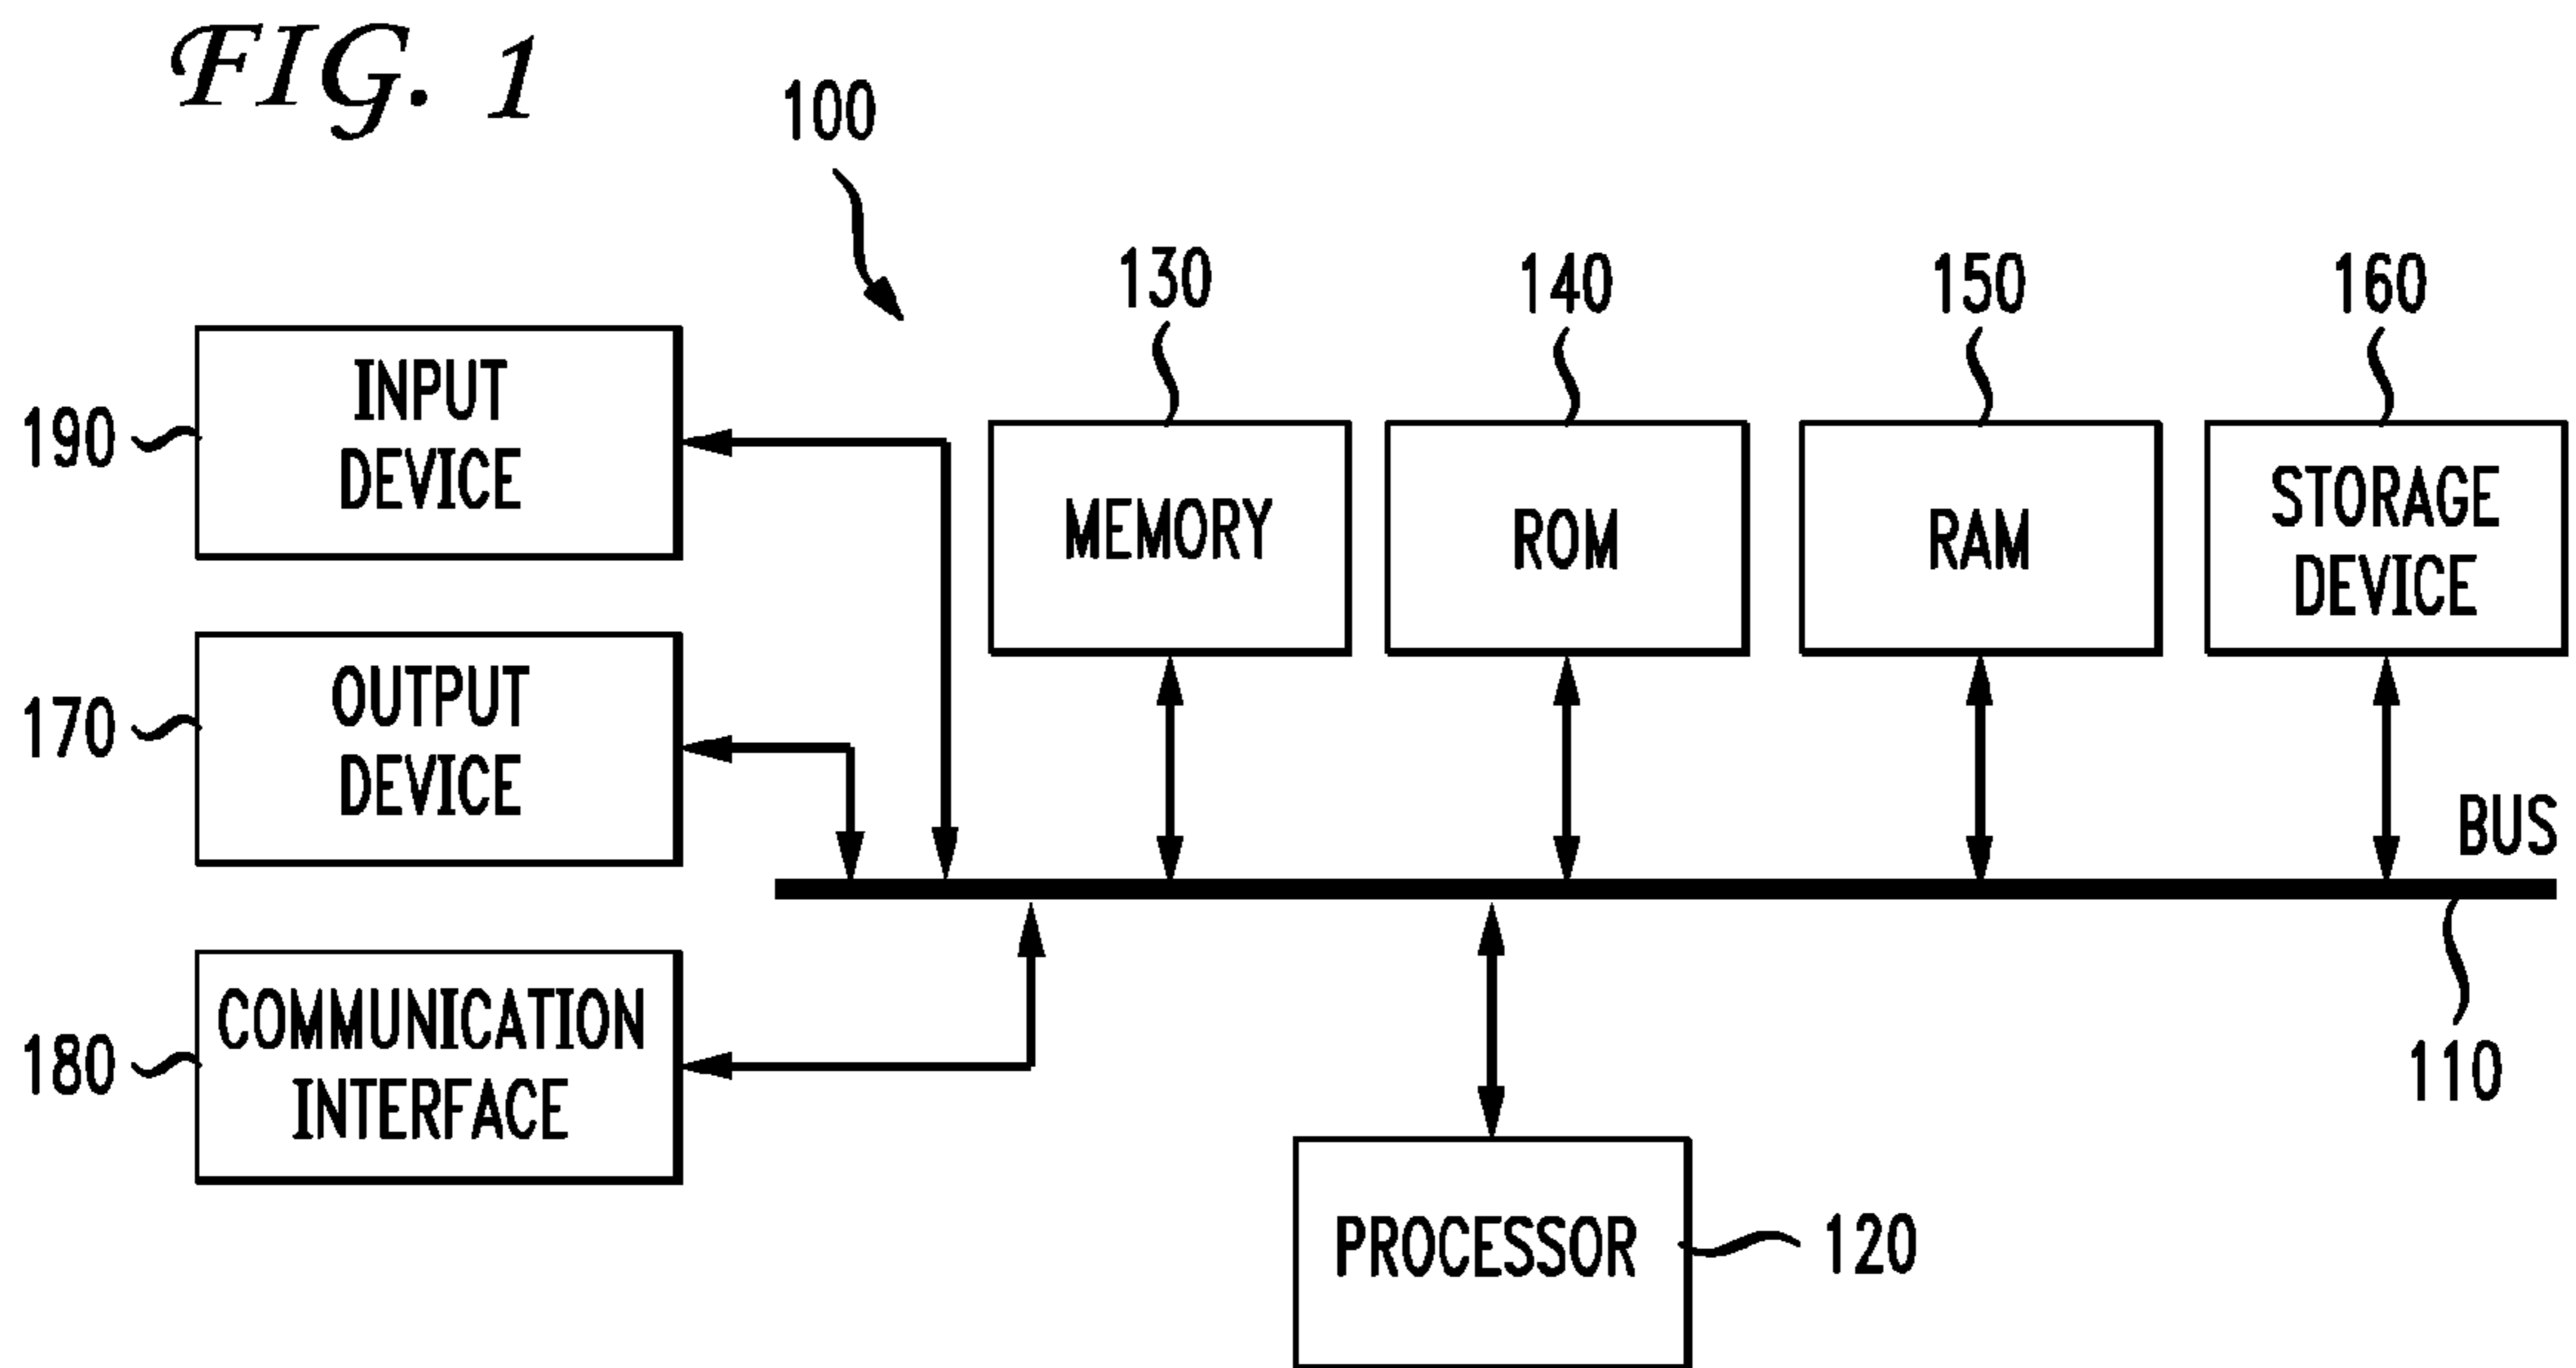 FIG. 1
100
130
140
150
160
190
INPUT
DEVICE
MEMORY
ROM
RAM
STORAGE
DEVICE
170
OUTPUT
DEVICE
BUS
180
COMMUNICATION
INTERFACE
110
PROCESSOR
120